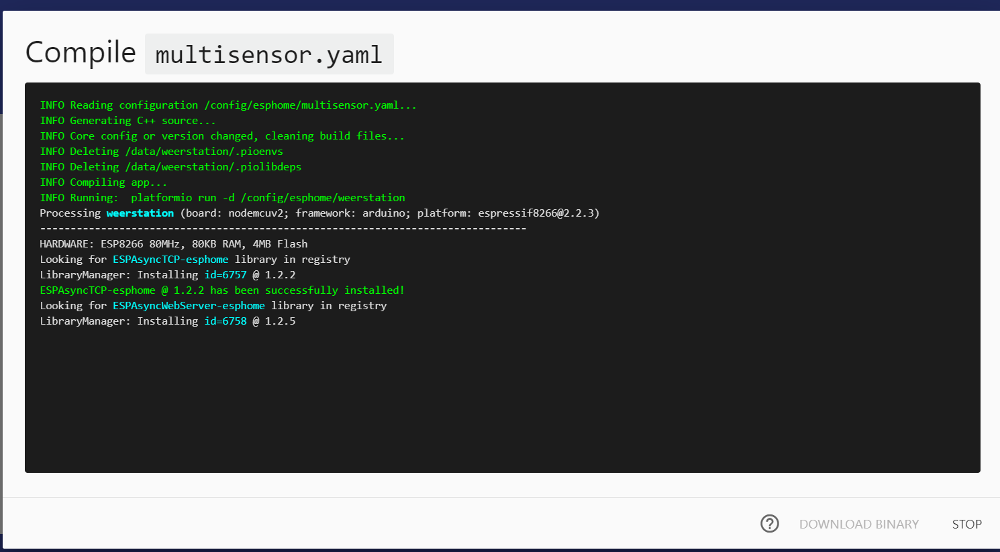 Compile multisensor.yaml
INFO Reading configuration /config/esphome/multisensor.yaml...
INFO Generating C++ source...
INFO Core config or version changed, cleaning build files...
INFO Deleting /data/weerstation/.pioenvs
INFO Deleting /data/weerstation/.piolibdeps
INFO Compiling app...
INFO Running:  platformio run -d /config/esphome/weerstation
Processing weerstation (board: nodemcuv2; framework: arduino; platform: espressif8266@2.2.3)
--------------------------------------------------------------------------------
HARDWARE: ESP8266 80MHz, 80KB RAM, 4MB Flash
Looking for ESPAsyncTCP-esphome library in registry
LibraryManager: Installing id=6757 @ 1.2.2
ESPAsyncTCP-esphome @ 1.2.2 has been successfully installed!
Looking for ESPAsyncWebServer-esphome library in registry
LibraryManager: Installing id=6758 @ 1.2.5
? DOWNLOAD BINARY STOP